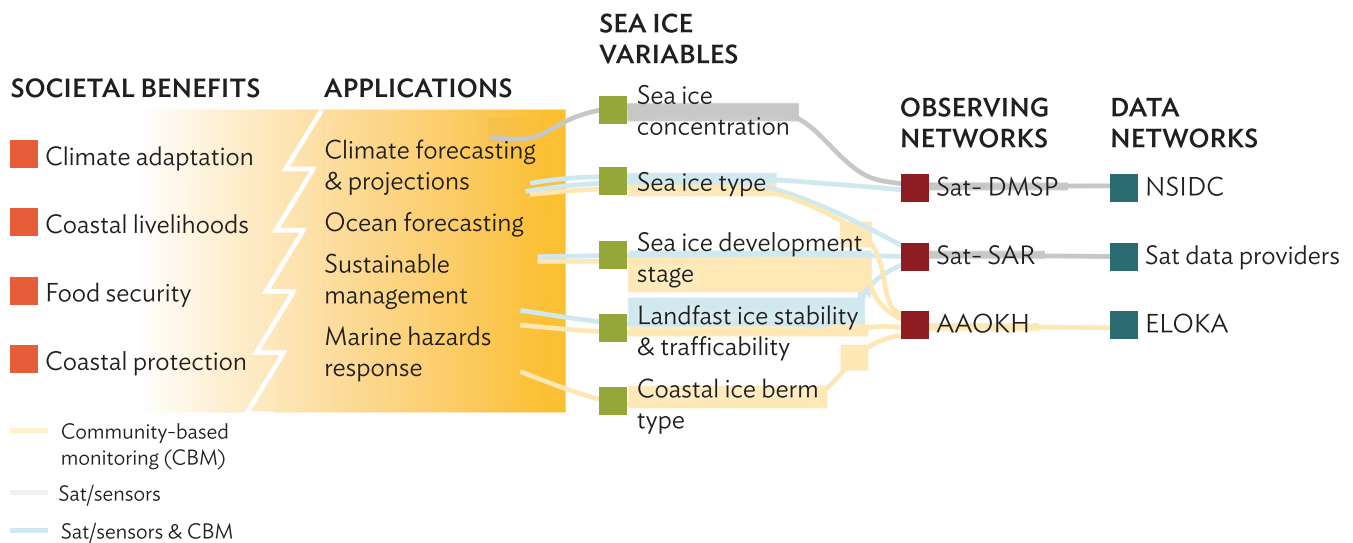 SOCIETAL BENEFITS
Climate adaptation
Coastal livelihoods
Food security
Coastal protection
APPLICATIONS
Climate forecasting
& projections
Ocean forecasting
Sustainable
management
Marine hazards
response
SEA ICE
VARIABLES
Sea ice
concentration
Sea ice type
Sea ice development
stage
Landfast ice stability
& trafficability
Coastal ice berm
type
OBSERVING
NETWORKS
Sat- DMSP
Sat- SAR
AAOKH
DATA
NETWORKS
NSIDC
Sat data providers
ELOKA
Community-based
monitoring (CBM)
Sat/sensors
Sat/sensors & CBM